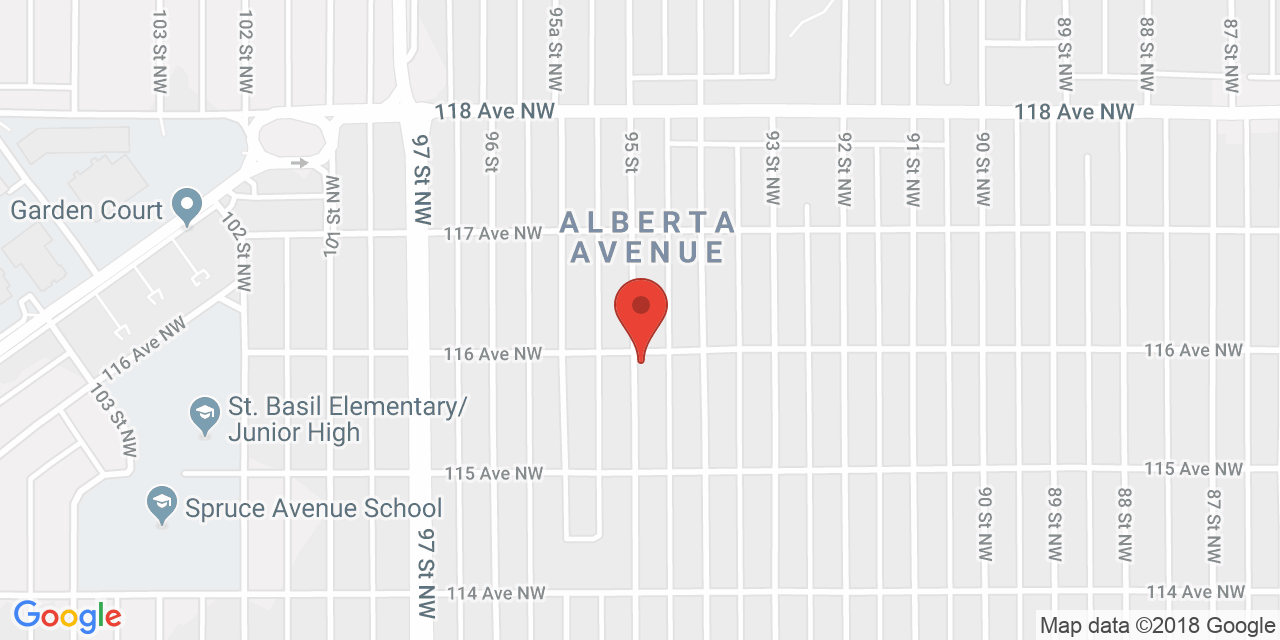 103 St NW
102 St NW
95a St NW
89 St NW
88 St NW
87 St NW
118 Ave NW
118 Ave NW
97 St NW
96 St
95 St
93 St NW
92 St NW
91 St NW
90 St NW
101 St NW
Garden Court
102 St NW
117 Ave NW
ALBERTA
AVENUE
116 Ave NW
116 Ave NW
116 Ave NW
103 St NW
St. Basil Elementary/
Junior High
115 Ave NW
115 Ave NW
Spruce Avenue School
97 St NW
90 St NW
89 St NW
88 St NW
87 St NW
114 Ave NW
114 Ave NW
Google
Map data ©2018 Google